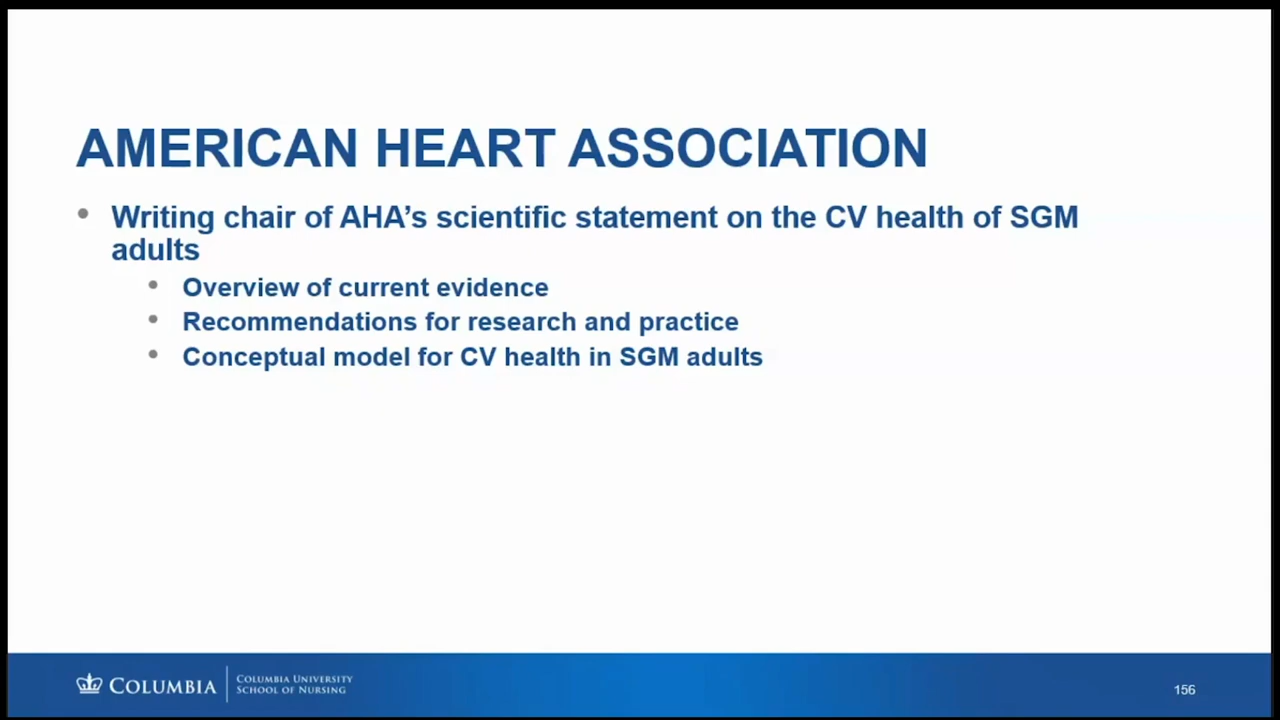 AMERICAN HEART ASSOCIATION
• Writing chair of AHA’s scientific statement on the CV health of SGM
adults
• Overview of current evidence
• Recommendations for research and practice
• Conceptual model for CV health in SGM adults
COLUMBIA
COLUMBIA UNIVERSITY
SCHOOL OF NURSING
156